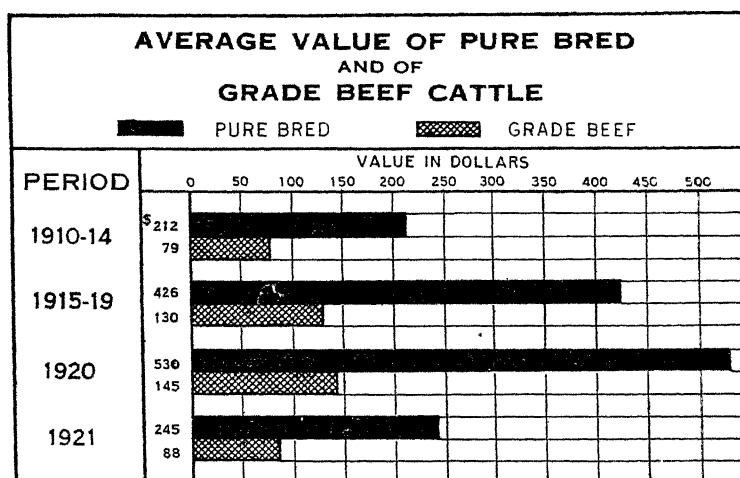 AVERAGE VALUE OF PURE BRED
AND OF
GRADE BEEF CATTLE
PURE BRED GRADE BEEF
PERIOD
VALUE IN DOLLARS
0 50 100 150 200 250 300 350 400 450 500
1910-14
$ 212
79
1915-19
426
130
1920
530
145
1921
245
88